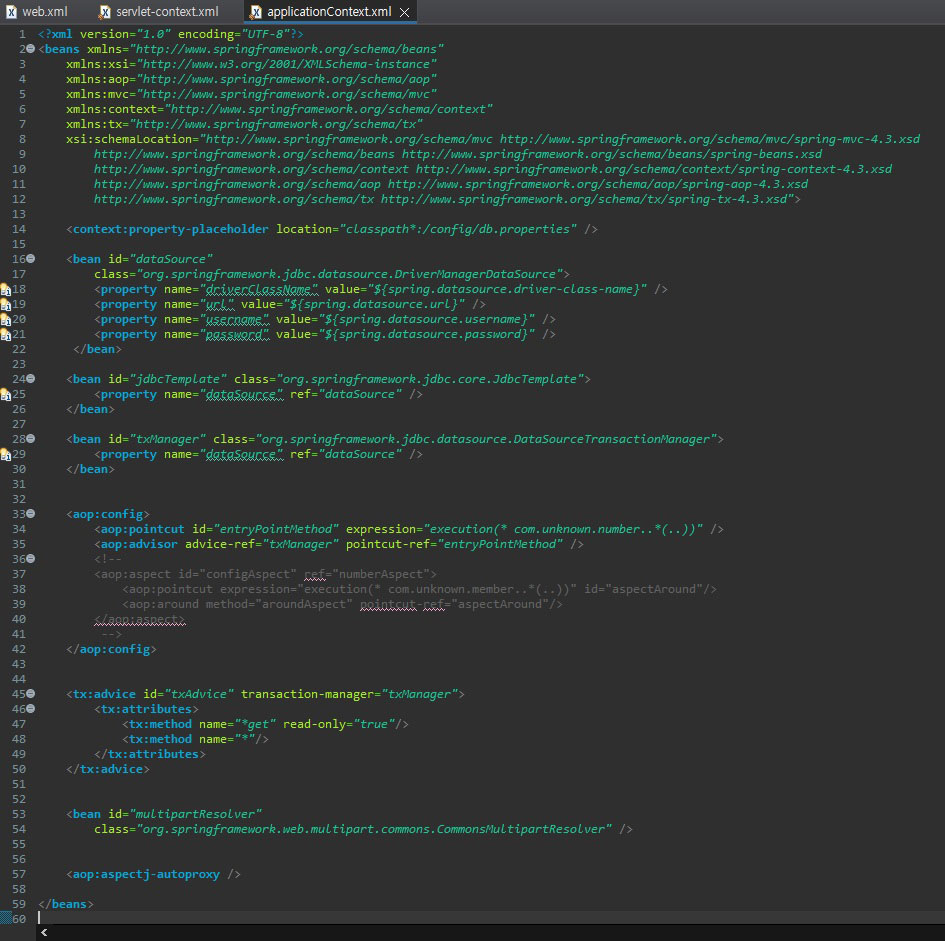 web.xml servlet-context.xml applicationContext.xml
1 <?xml version="1.0" encoding="UTF-8"?>
2 <beans xmlns="http://www.springframework.org/schema/beans"
3 xmlns:xsi="http://www.w3.org/2001/XMLSchema-instance"
4 xmlns:aop="http://www.springframework.org/schema/aop"
5 xmlns:mvc="http://www.springframework.org/schema/mvc"
6 xmlns:context="http://www.springframework.org/schema/context"
7 xmlns:tx="http://www.springframework.org/schema/tx"
8 xsi:schemaLocation="http://www.springframework.org/schema/mvc http://www.springframework.org/schema/mvc/spring-mvc-4.3.xsd
9 http://www.springframework.org/schema/beans http://www.springframework.org/schema/beans/spring-beans.xsd
10 http://www.springframework.org/schema/context http://www.springframework.org/schema/context/spring-context-4.3.xsd
11 http://www.springframework.org/schema/aop http://www.springframework.org/schema/aop/spring-aop-4.3.xsd
12 http://www.springframework.org/schema/tx http://www.springframework.org/schema/tx/spring-tx-4.3.xsd">
13
14 <context:property-placeholder location="classpath*:/config/db.properties" />
15
16 <bean id="dataSource"
17 class="org.springframework.jdbc.datasource.DriverManagerDataSource">
18 <property name="driverClassName" value="${spring.datasource.driver-class-name}" />
19 <property name="url" value="${spring.datasource.url}" />
20 <property name="username" value="${spring.datasource.username}" />
21 <property name="password" value="${spring.datasource.password}" />
22 </bean>
23
24 <bean id="jdbcTemplate" class="org.springframework.jdbc.core.JdbcTemplate">
25 <property name="dataSource" ref="dataSource" />
26 </bean>
27
28 <bean id="txManager" class="org.springframework.jdbc.datasource.DataSourceTransactionManager">
29 <property name="dataSource" ref="dataSource" />
30 </bean>
31
32
33 <aop:config>
34 <aop:pointcut id="entryPointMethod" expression="execution(* com.unknown.number..*(..))" />
35 <aop:advisor advice-ref="txManager" pointcut-ref="entryPointMethod" />
36 <!--
37 <aop:aspect id="configAspect" ref="numberAspect">
38 <aop:pointcut expression="execution(* com.unknown.member..*(..))" id="aspectAround"/>
39 <aop:around method="aroundAspect" pointcut-ref="aspectAround"/>
40 </aop:aspect>
41 -->
42 </aop:config>
43
44
45 <tx:advice id="txAdvice" transaction-manager="txManager">
46 <tx:attributes>
47 <tx:method name="*get" read-only="true"/>
48 <tx:method name="*"/>
49 </tx:attributes>
50 </tx:advice>
51
52
53 <bean id="multipartResolver"
54 class="org.springframework.web.multipart.commons.CommonsMultipartResolver" />
55
56
57 <aop:aspectj-autoproxy />
58
59 </beans>
60